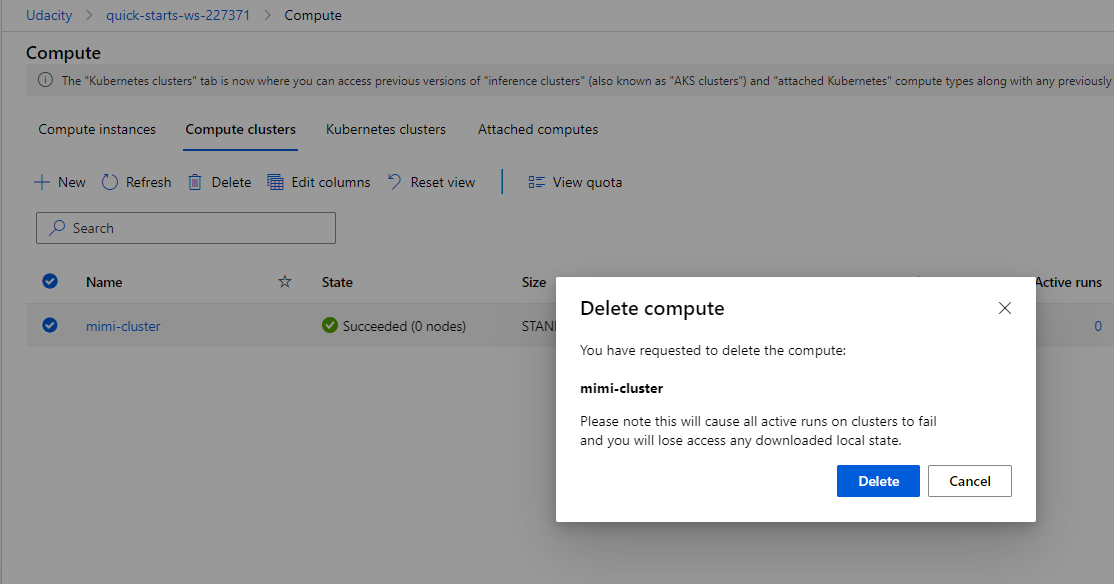 Udacity > quick-starts-ws-227371 > Compute
Compute
The "Kubernetes clusters" tab is now where you can access previous versions of "inference clusters" (also known as "AKS clusters") and "attached Kubernetes" compute types along with any previously
Compute instances Compute clusters Kubernetes clusters Attached computes
New Refresh Delete Edit columns Reset view View quota
Search
Name State Size Active runs
mimi-cluster Succeeded (0 nodes) 0
Delete compute
You have requested to delete the compute:
mimi-cluster
Please note this will cause all active runs on clusters to fail
and you will lose access any downloaded local state.
Delete Cancel